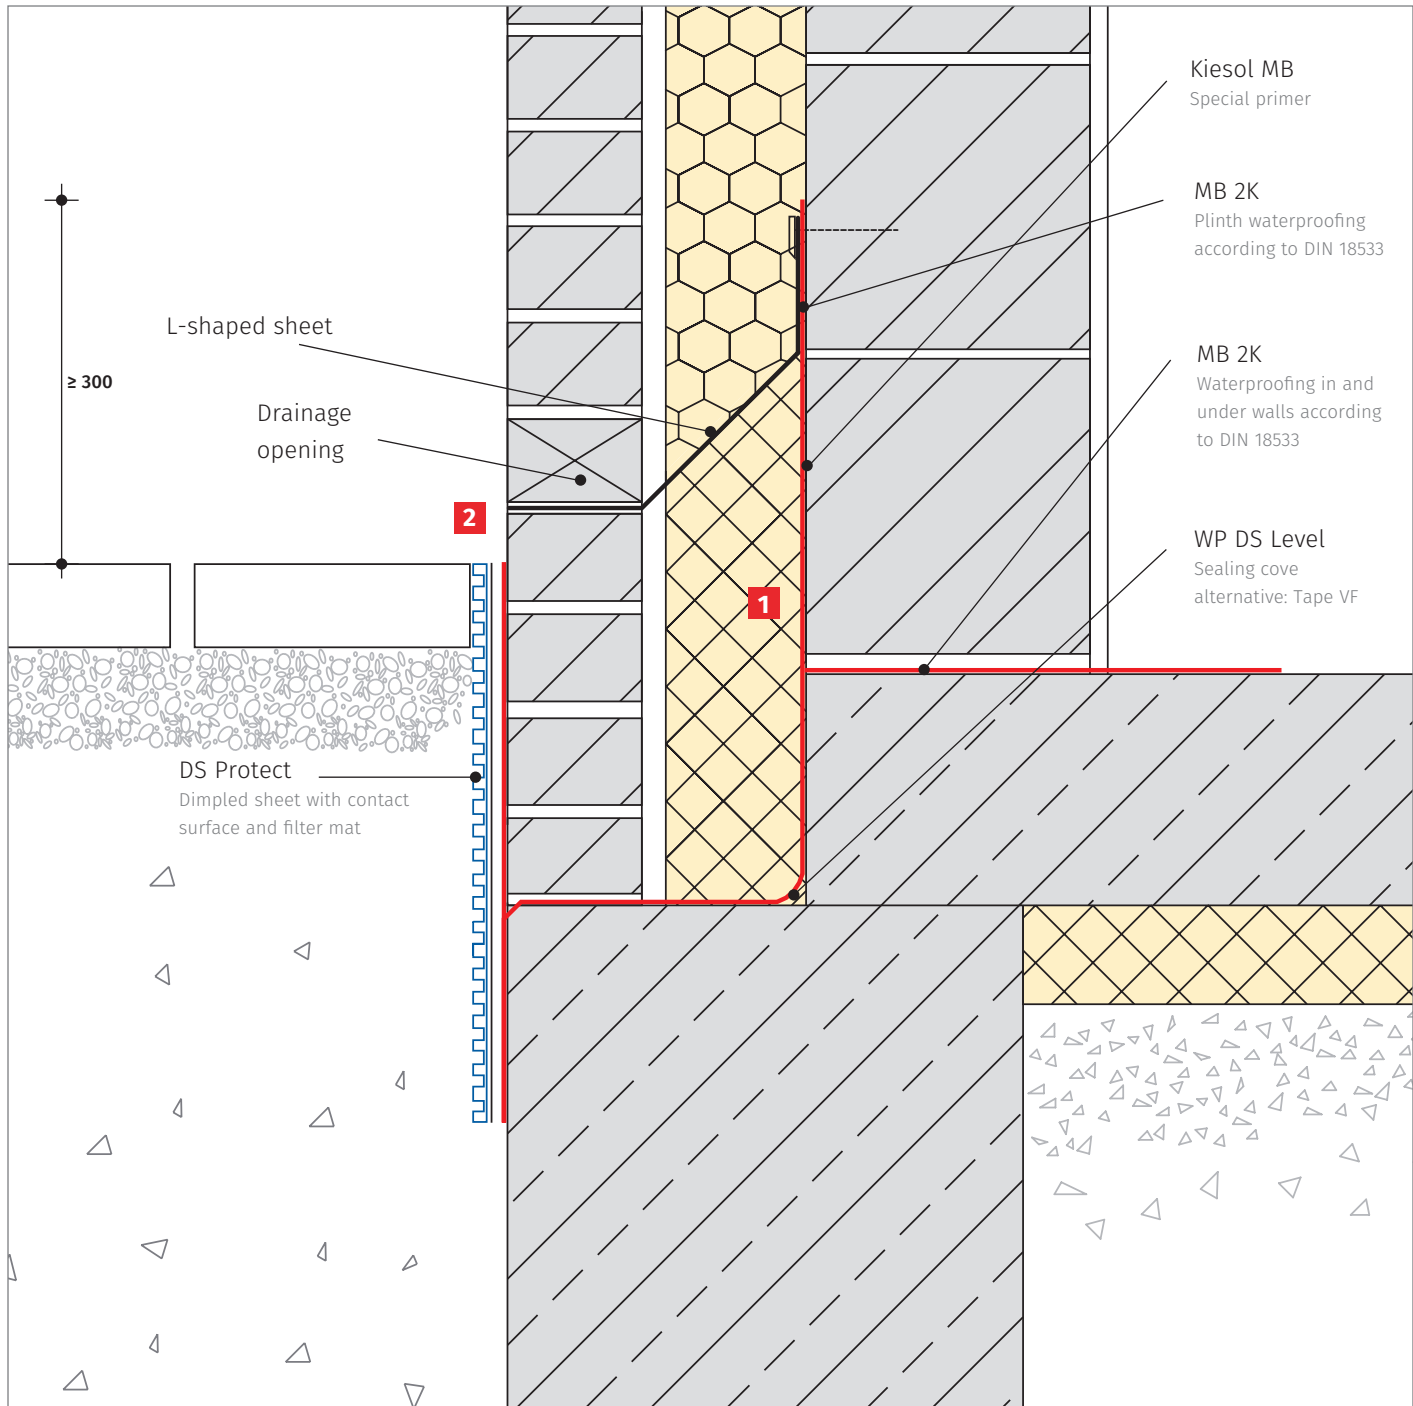 Kiesol MB
Special primer
MB 2K
Plinth waterproofing
according to DIN 18533
L-shaped sheet
MB 2K
Waterproofing in and
under walls according
to DIN 18533
≥ 300
Drainage
opening
2
WP DS Level
Sealing cove
alternative: Tape VF
1
DS Protect
Dimpled sheet with contact
surface and filter mat